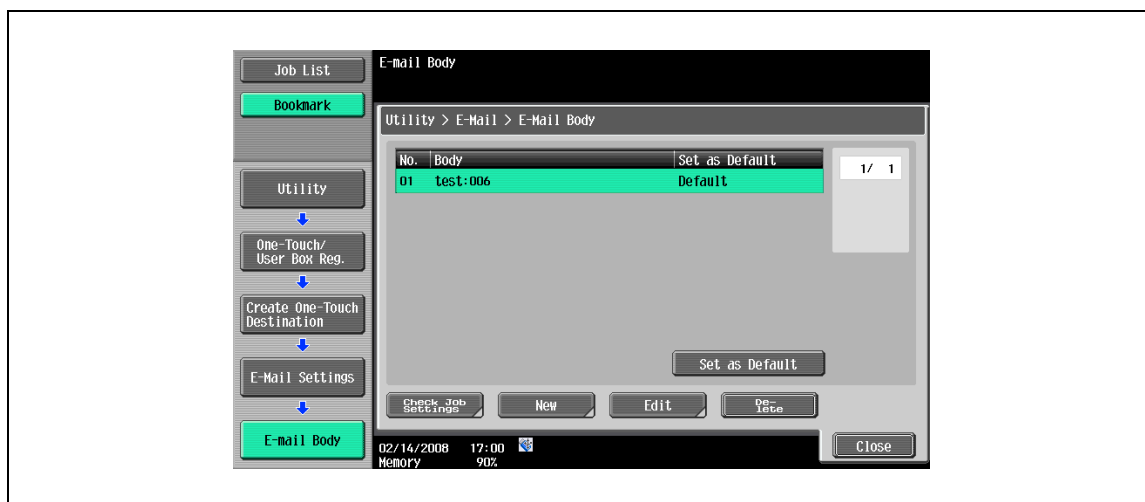 Job List
Bookmark
Utility
One-Touch/
User Box Reg.
Create One-Touch
Destination
E-Mail Settings
E-mail Body
E-mail Body
Utility > E-Mail > E-Mail Body
No. Body Set as Default
01 test:006 Default
1/ 1
Set as Default
Check Job
Settings
New
Edit
De-
lete
02/14/2008 17:00
Memory 90%
Close